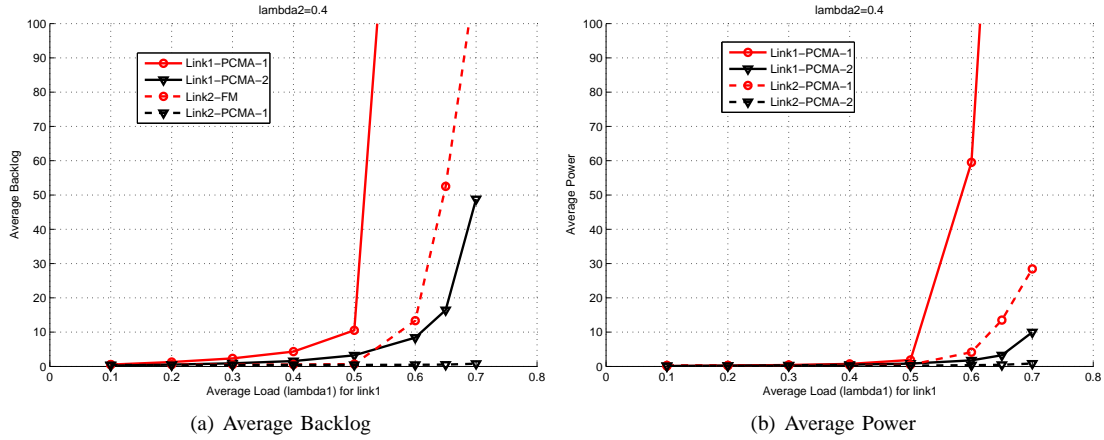 lambda2=0.4
100
90
80
70
60
50
40
30
20
10
0
Average Backlog
Link1−PCMA−1
Link1−PCMA−2
Link2−FM
Link2−PCMA−1
0 0.1 0.2 0.3 0.4 0.5 0.6 0.7 0.8
Average Load (lambda1) for link1
(a) Average Backlog
lambda2=0.4
100
90
80
70
60
50
40
30
20
10
0
Average Power
Link1−PCMA−1
Link1−PCMA−2
Link2−PCMA−1
Link2−PCMA−2
0 0.1 0.2 0.3 0.4 0.5 0.6 0.7 0.8
Average Load (lambda1) for link1
(b) Average Power